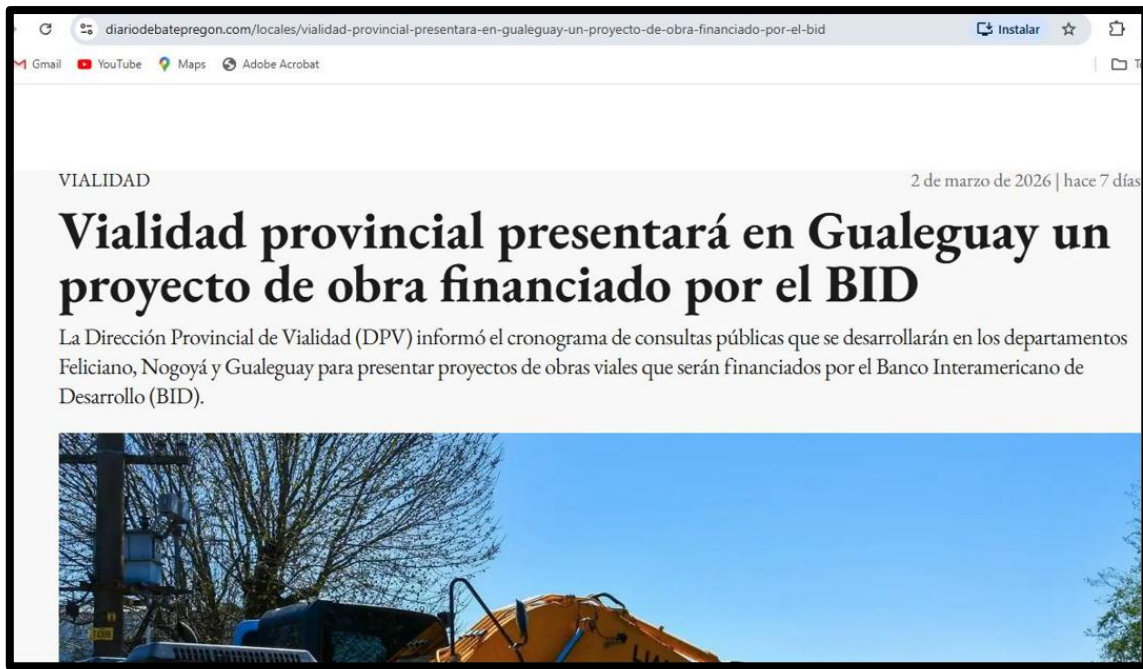 diariodebatepregon.com/locales/vialidad-provincial-presentara-en-gualeguay-un-proyecto-de-obra-financiado-por-el-bid
Instalar
Gmail YouTube Maps Adobe Acrobat
VIALIDAD 2 de marzo de 2026 | hace 7 días
Vialidad provincial presentará en Gualeguay un
proyecto de obra financiado por el BID
La Dirección Provincial de Vialidad (DPV) informó el cronograma de consultas públicas que se desarrollarán en los departamentos
Feliciano, Nogoyá y Gualeguay para presentar proyectos de obras viales que serán financiados por el Banco Interamericano de
Desarrollo (BID).